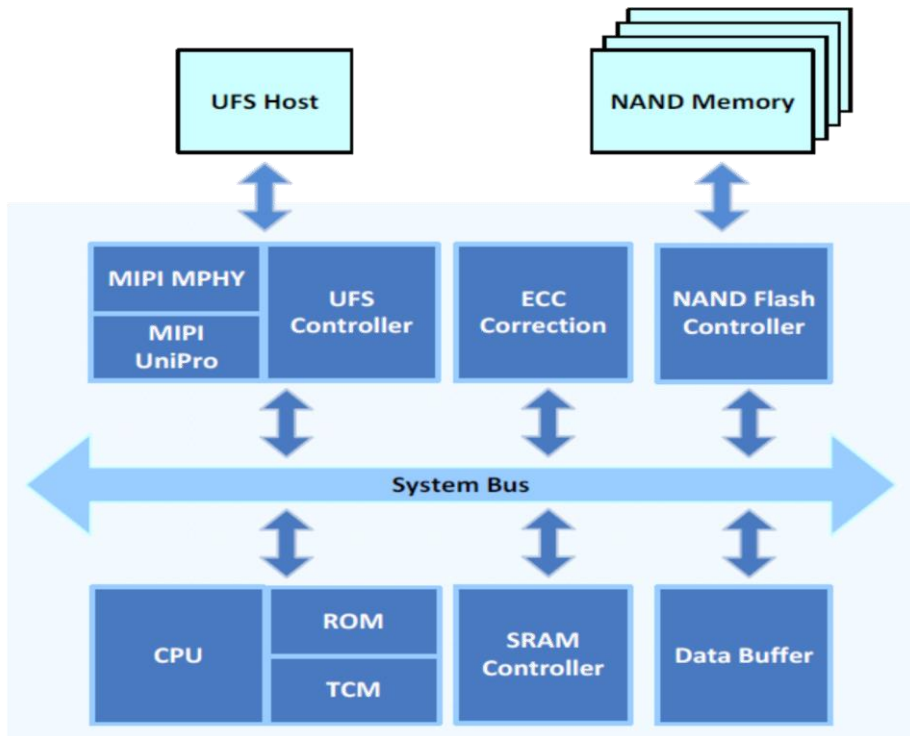 UFS Host
NAND Memory
MIPI MPHY
MIPI
UniPro
UFS
Controller
ECC
Correction
NAND Flash
Controller
System Bus
CPU
ROM
TCM
SRAM
Controller
Data Buffer